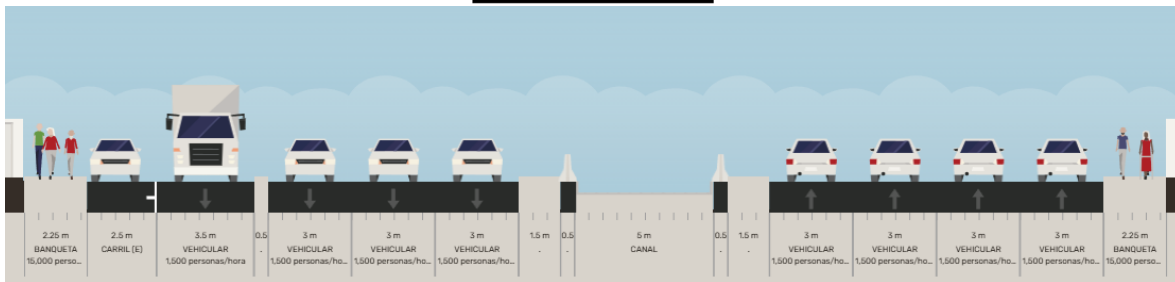 2.25 m
BANQUETA
15,000 perso...
2.5 m
CARRIL (E)
3.5 m
VEHICULAR
1,500 personas/hora
0.5
.
3 m
VEHICULAR
1,500 personas/ho...
3 m
VEHICULAR
1,500 personas/ho...
3 m
VEHICULAR
1,500 personas/ho...
1.5 m
.
0.5
.
5 m
CANAL
0.5
.
1.5 m
.
3 m
VEHICULAR
1,500 personas/ho...
3 m
VEHICULAR
1,500 personas/ho...
3 m
VEHICULAR
1,500 personas/ho...
3 m
VEHICULAR
1,500 personas/ho...
2.25 m
BANQUETA
15,000 perso...